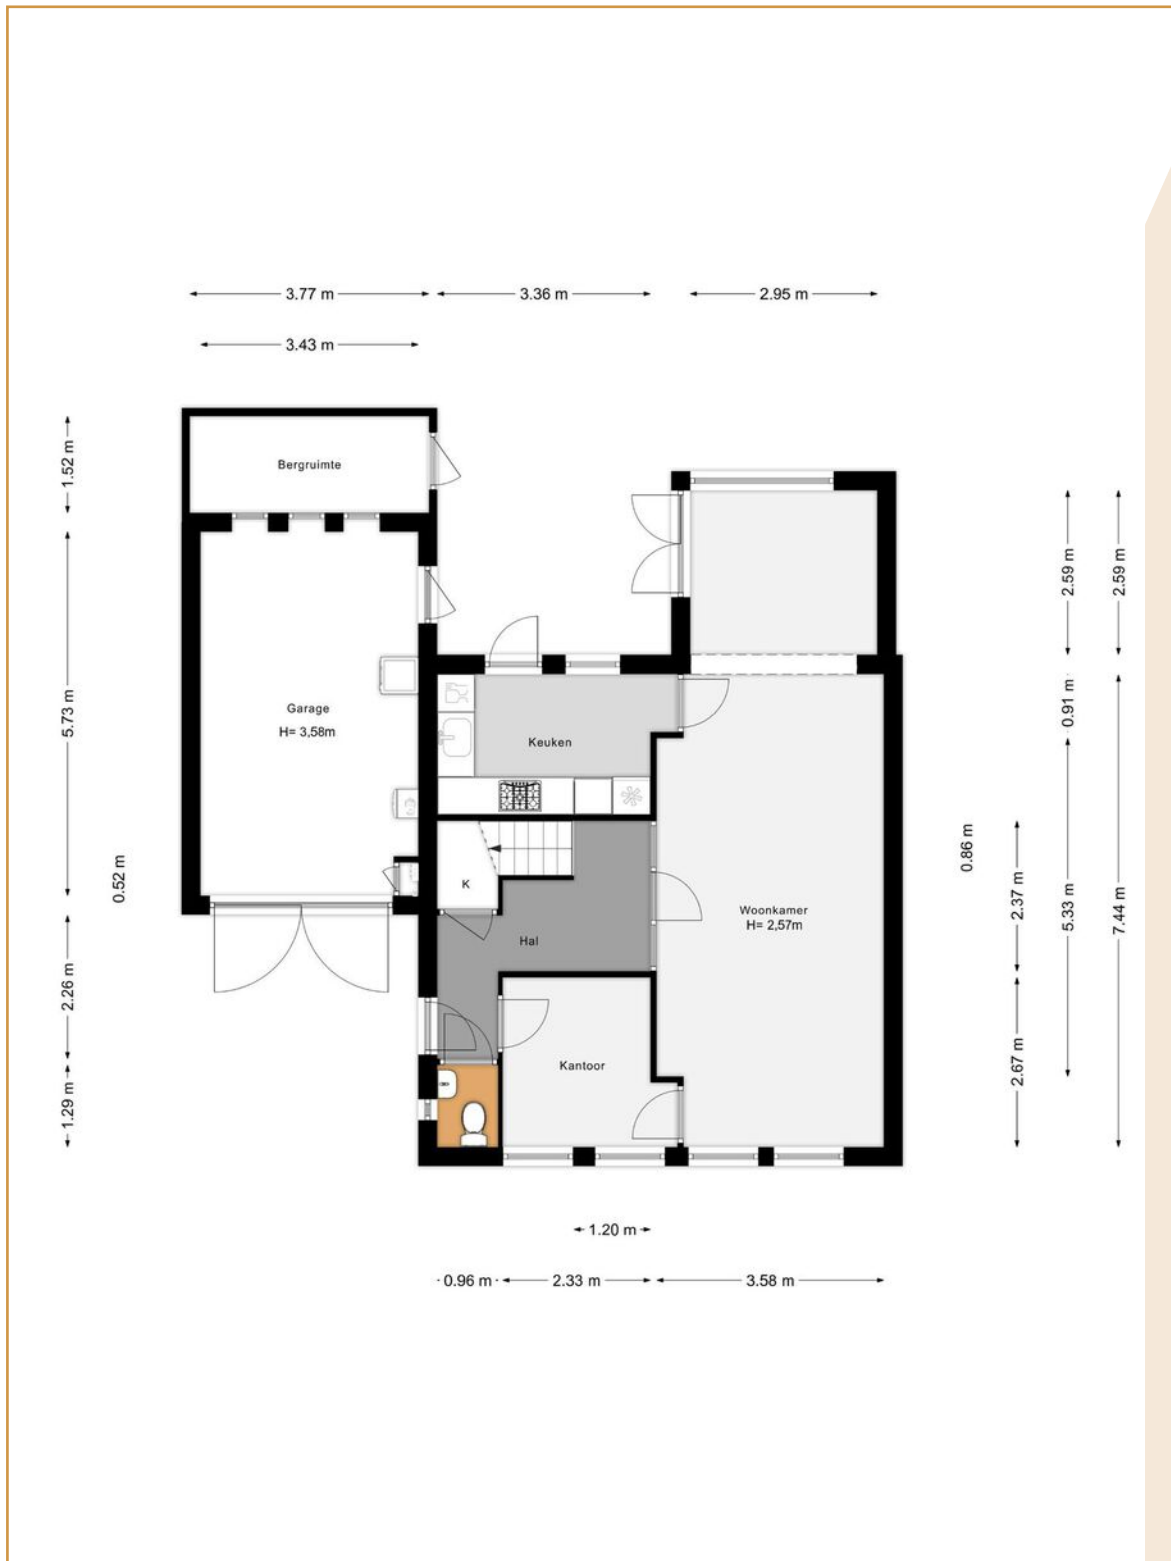 3.77 m
3.36 m
2.95 m
3.43 m
1.52 m
Bergruimte
2.59 m
2.59 m
5.73 m
Garage
H= 3,58m
0.91 m
Keuken
0.52 m
K
0.86 m
2.37 m
5.33 m
7.44 m
Woonkamer
H= 2,57m
Hal
2.26 m
2.67 m
Kantoor
1.29 m
1.20 m
0.96 m
2.33 m
3.58 m